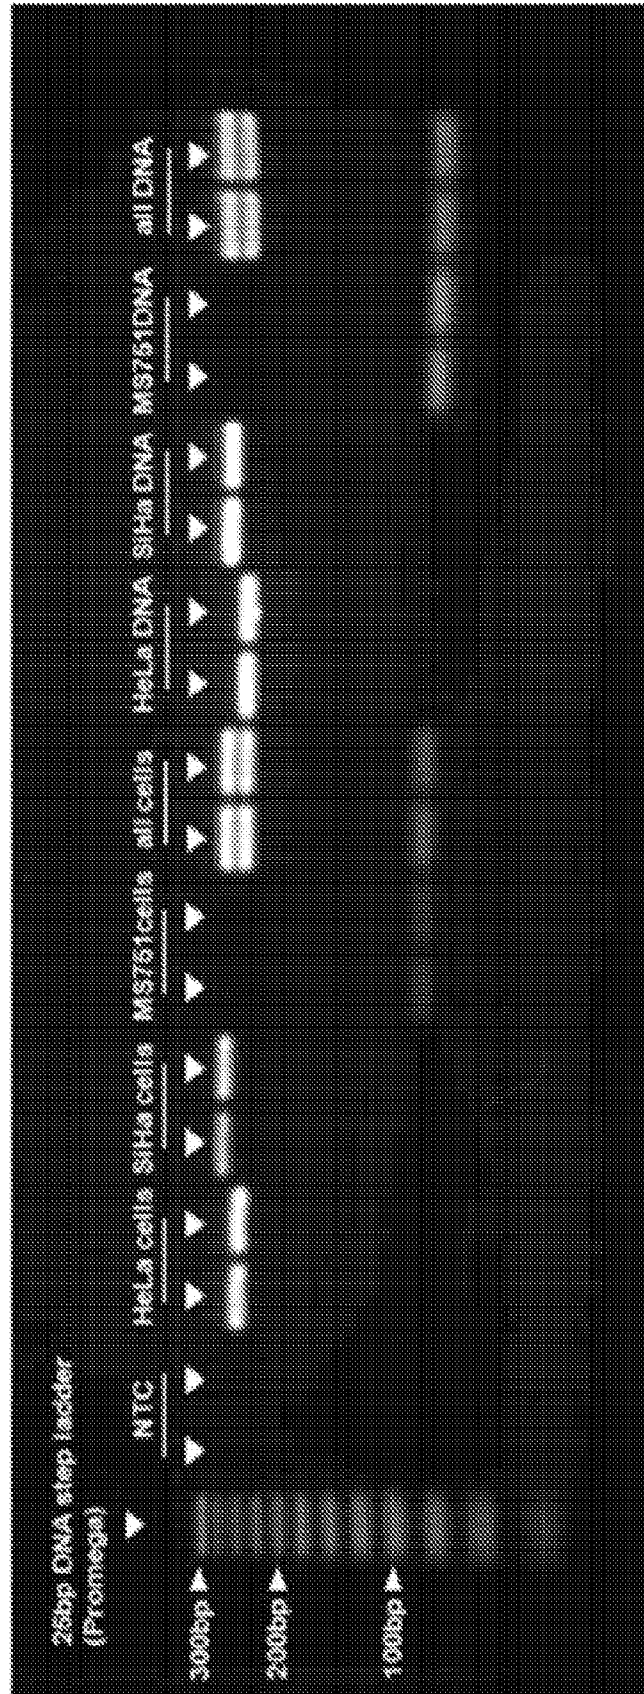 25bp DNA step ladder
(Promega)
NTC
HeLa cells
SiHa cells
MS751cells
all cells
HeLa DNA
SiHa DNA
MS751DNA
all DNA
300bp
200bp
100bp